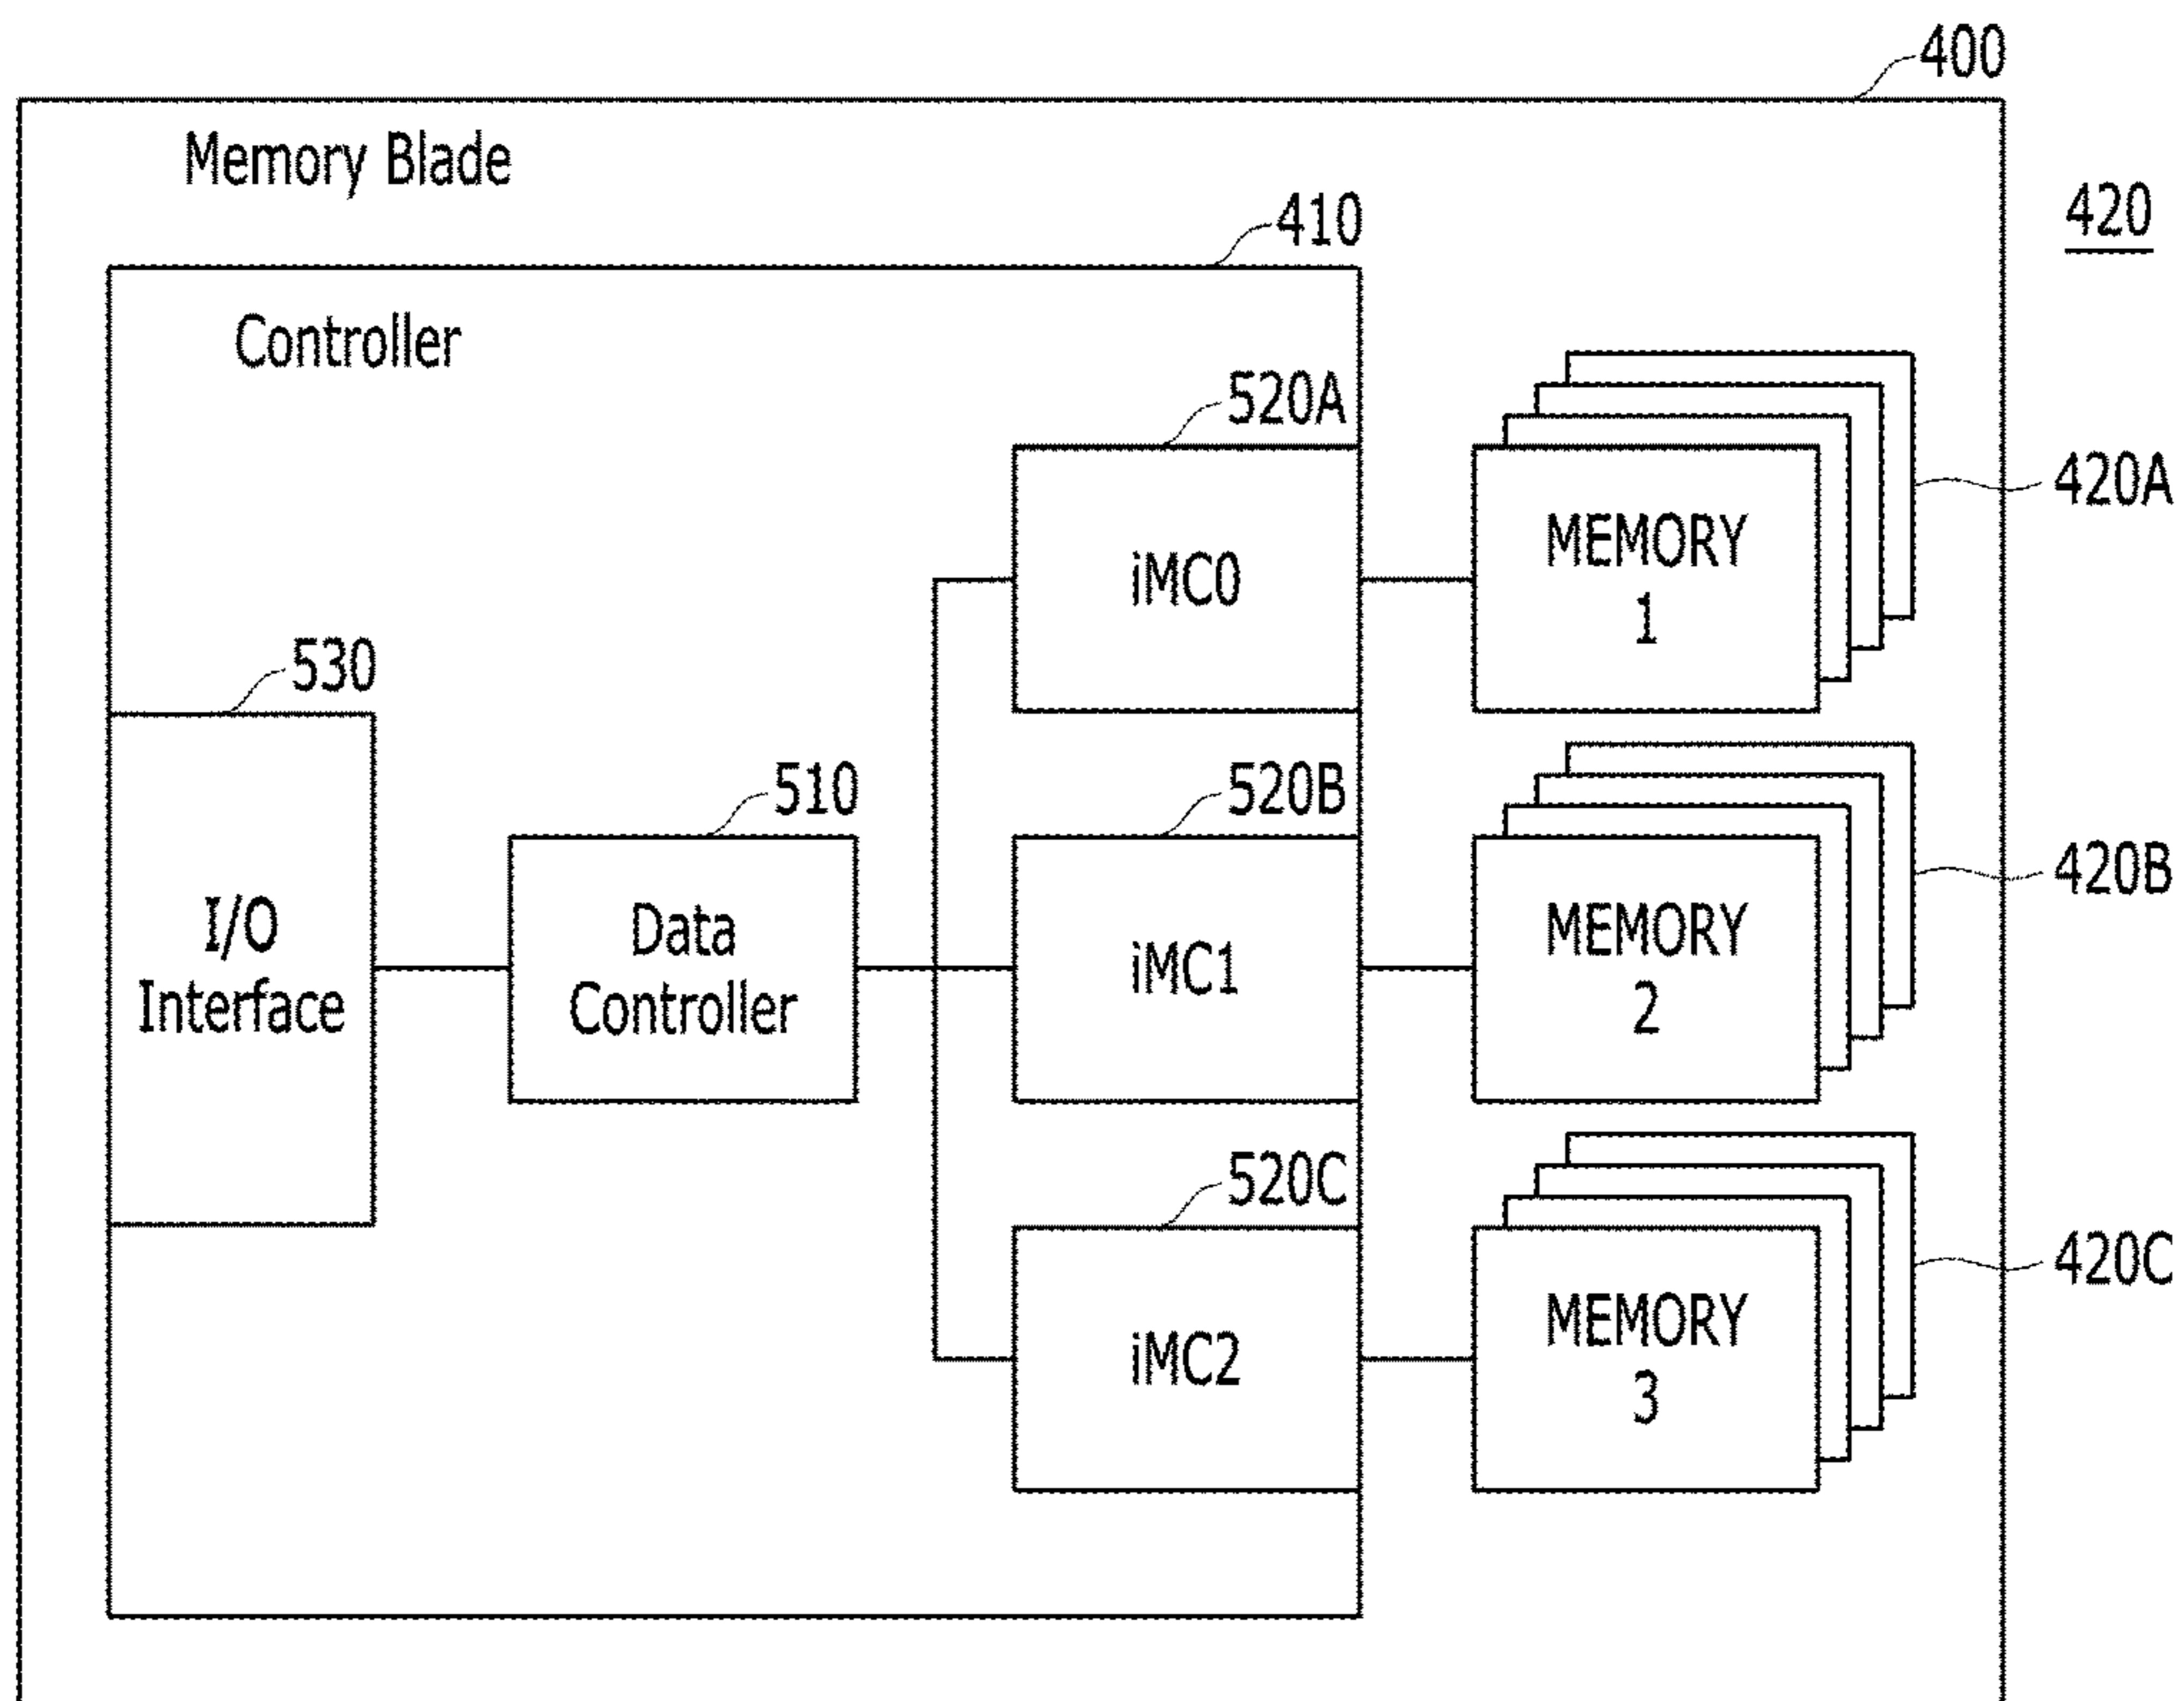 400
Memory Blade
420
410
Controller
520A
420A
iMC0
MEMORY
1
530
510
520B
420B
I/O
Interface
Data
Controller
iMC1
MEMORY
2
520C
420C
iMC2
MEMORY
3